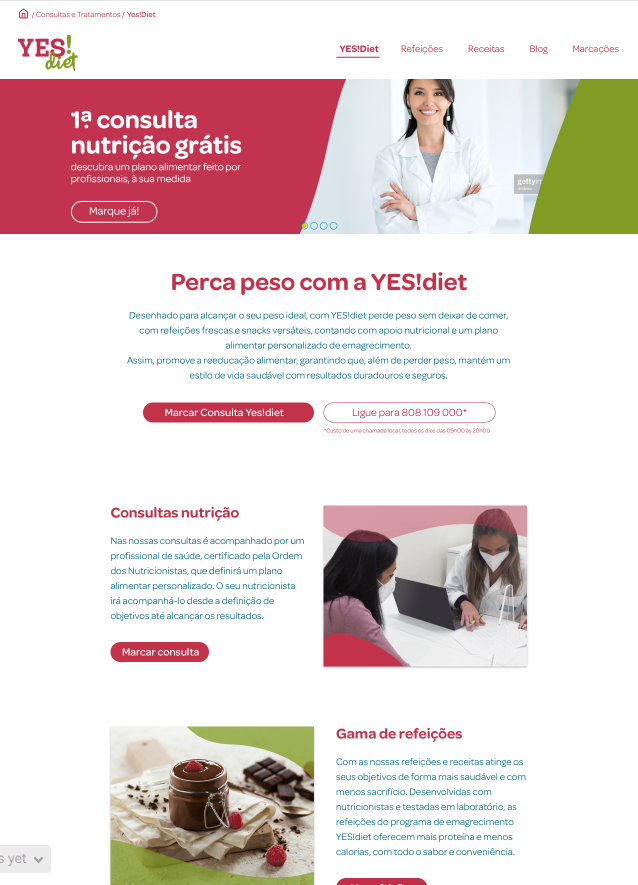 / Consultas e Tratamentos / Yes!Diet
YES!
diet
YES!Diet Refeições Receitas Blog Marcações
1ª consulta
nutrição grátis
descubra um plano alimentar feito por
profissionais, à sua medida
Marque já!
getty
Perca peso com a YES!diet
Desenhado para alcançar o seu peso ideal, com YES!diet perde peso sem deixar de comer,
com refeições frescas e snacks versáteis, contando com apoio nutricional e um plano
alimentar personalizado de emagrecimento.
Assim, promove a reeducação alimentar, garantindo que, além de perder peso, mantém um
estilo de vida saudável com resultados duradouros e seguros.
Marcar Consulta Yes!diet
Ligue para 808 109 000*
*Custo de uma chamada local, todos os dias das 09h00 às 20h00
Consultas nutrição
Nas nossas consultas é acompanhado por um
profissional de saúde, certificado pela Ordem
dos Nutricionistas, que definirá um plano
alimentar personalizado. O seu nutricionista
irá acompanhá-lo desde a definição de
objetivos até alcançar os resultados.
Marcar consulta
Gama de refeições
Com as nossas refeições e receitas atinge os
seus objetivos de forma mais saudável e com
menos sacrifício. Desenvolvidas com
nutricionistas e testadas em laboratório, as
refeições do programa de emagrecimento
YES!diet oferecem mais proteína e menos
calorias, com todo o sabor e conveniência.
s yet